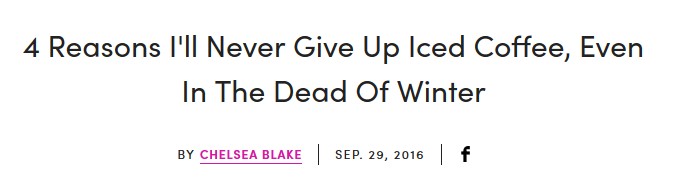 4 Reasons I'll Never Give Up Iced Coffee, Even
In The Dead Of Winter
BY CHELSEA BLAKE | SEP. 29, 2016 | f